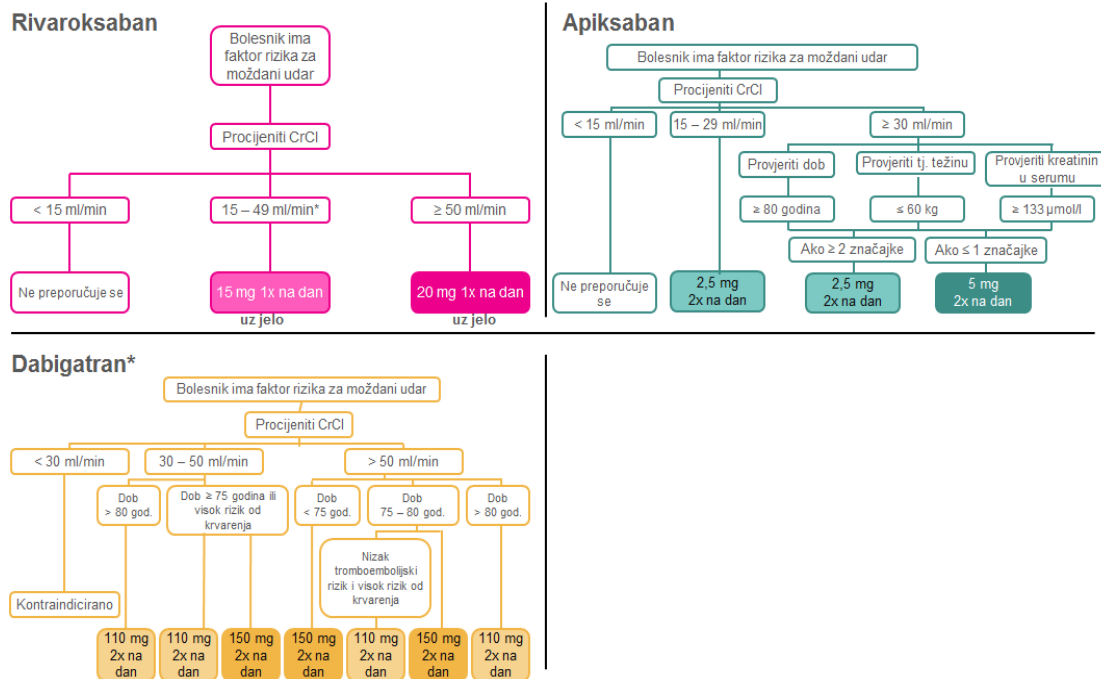 Rivaroksaban
Bolesnik ima
faktor rizika za
moždani udar
Procijeniti CrCl
< 15 ml/min
15 – 49 ml/min*
≥ 50 ml/min
Ne preporučuje se
15 mg 1x na dan
20 mg 1x na dan
uz jelo
uz jelo
Apiksaban
Bolesnik ima faktor rizika za moždani udar
Procijeniti CrCl
< 15 ml/min
15 – 29 ml/min
≥ 30 ml/min
Provjeriti dob
Provjeriti tj. težinu
Provjeriti kreatinin
u serumu
≥ 80 godina
≤ 60 kg
≥ 133 µmol/l
Ako ≥ 2 značajke
Ako ≤ 1 značajke
Ne preporučuje
se
2,5 mg
2x na dan
2,5 mg
2x na dan
5 mg
2x na dan
Dabigatran*
Bolesnik ima faktor rizika za moždani udar
Procijeniti CrCl
< 30 ml/min
30 – 50 ml/min
> 50 ml/min
Dob
> 80 god.
Dob ≥ 75 godina ili
visok rizik od
krvarenja
Dob
< 75 god.
Dob
75 – 80 god.
Dob
> 80 god.
Nizak
tromboembolijski
rizik i visok rizik od
krvarenja
Kontraindicirano
110 mg
2x na
dan
110 mg
2x na
dan
150 mg
2x na
dan
150 mg
2x na
dan
110 mg
2x na
dan
150 mg
2x na
dan
110 mg
2x na
dan